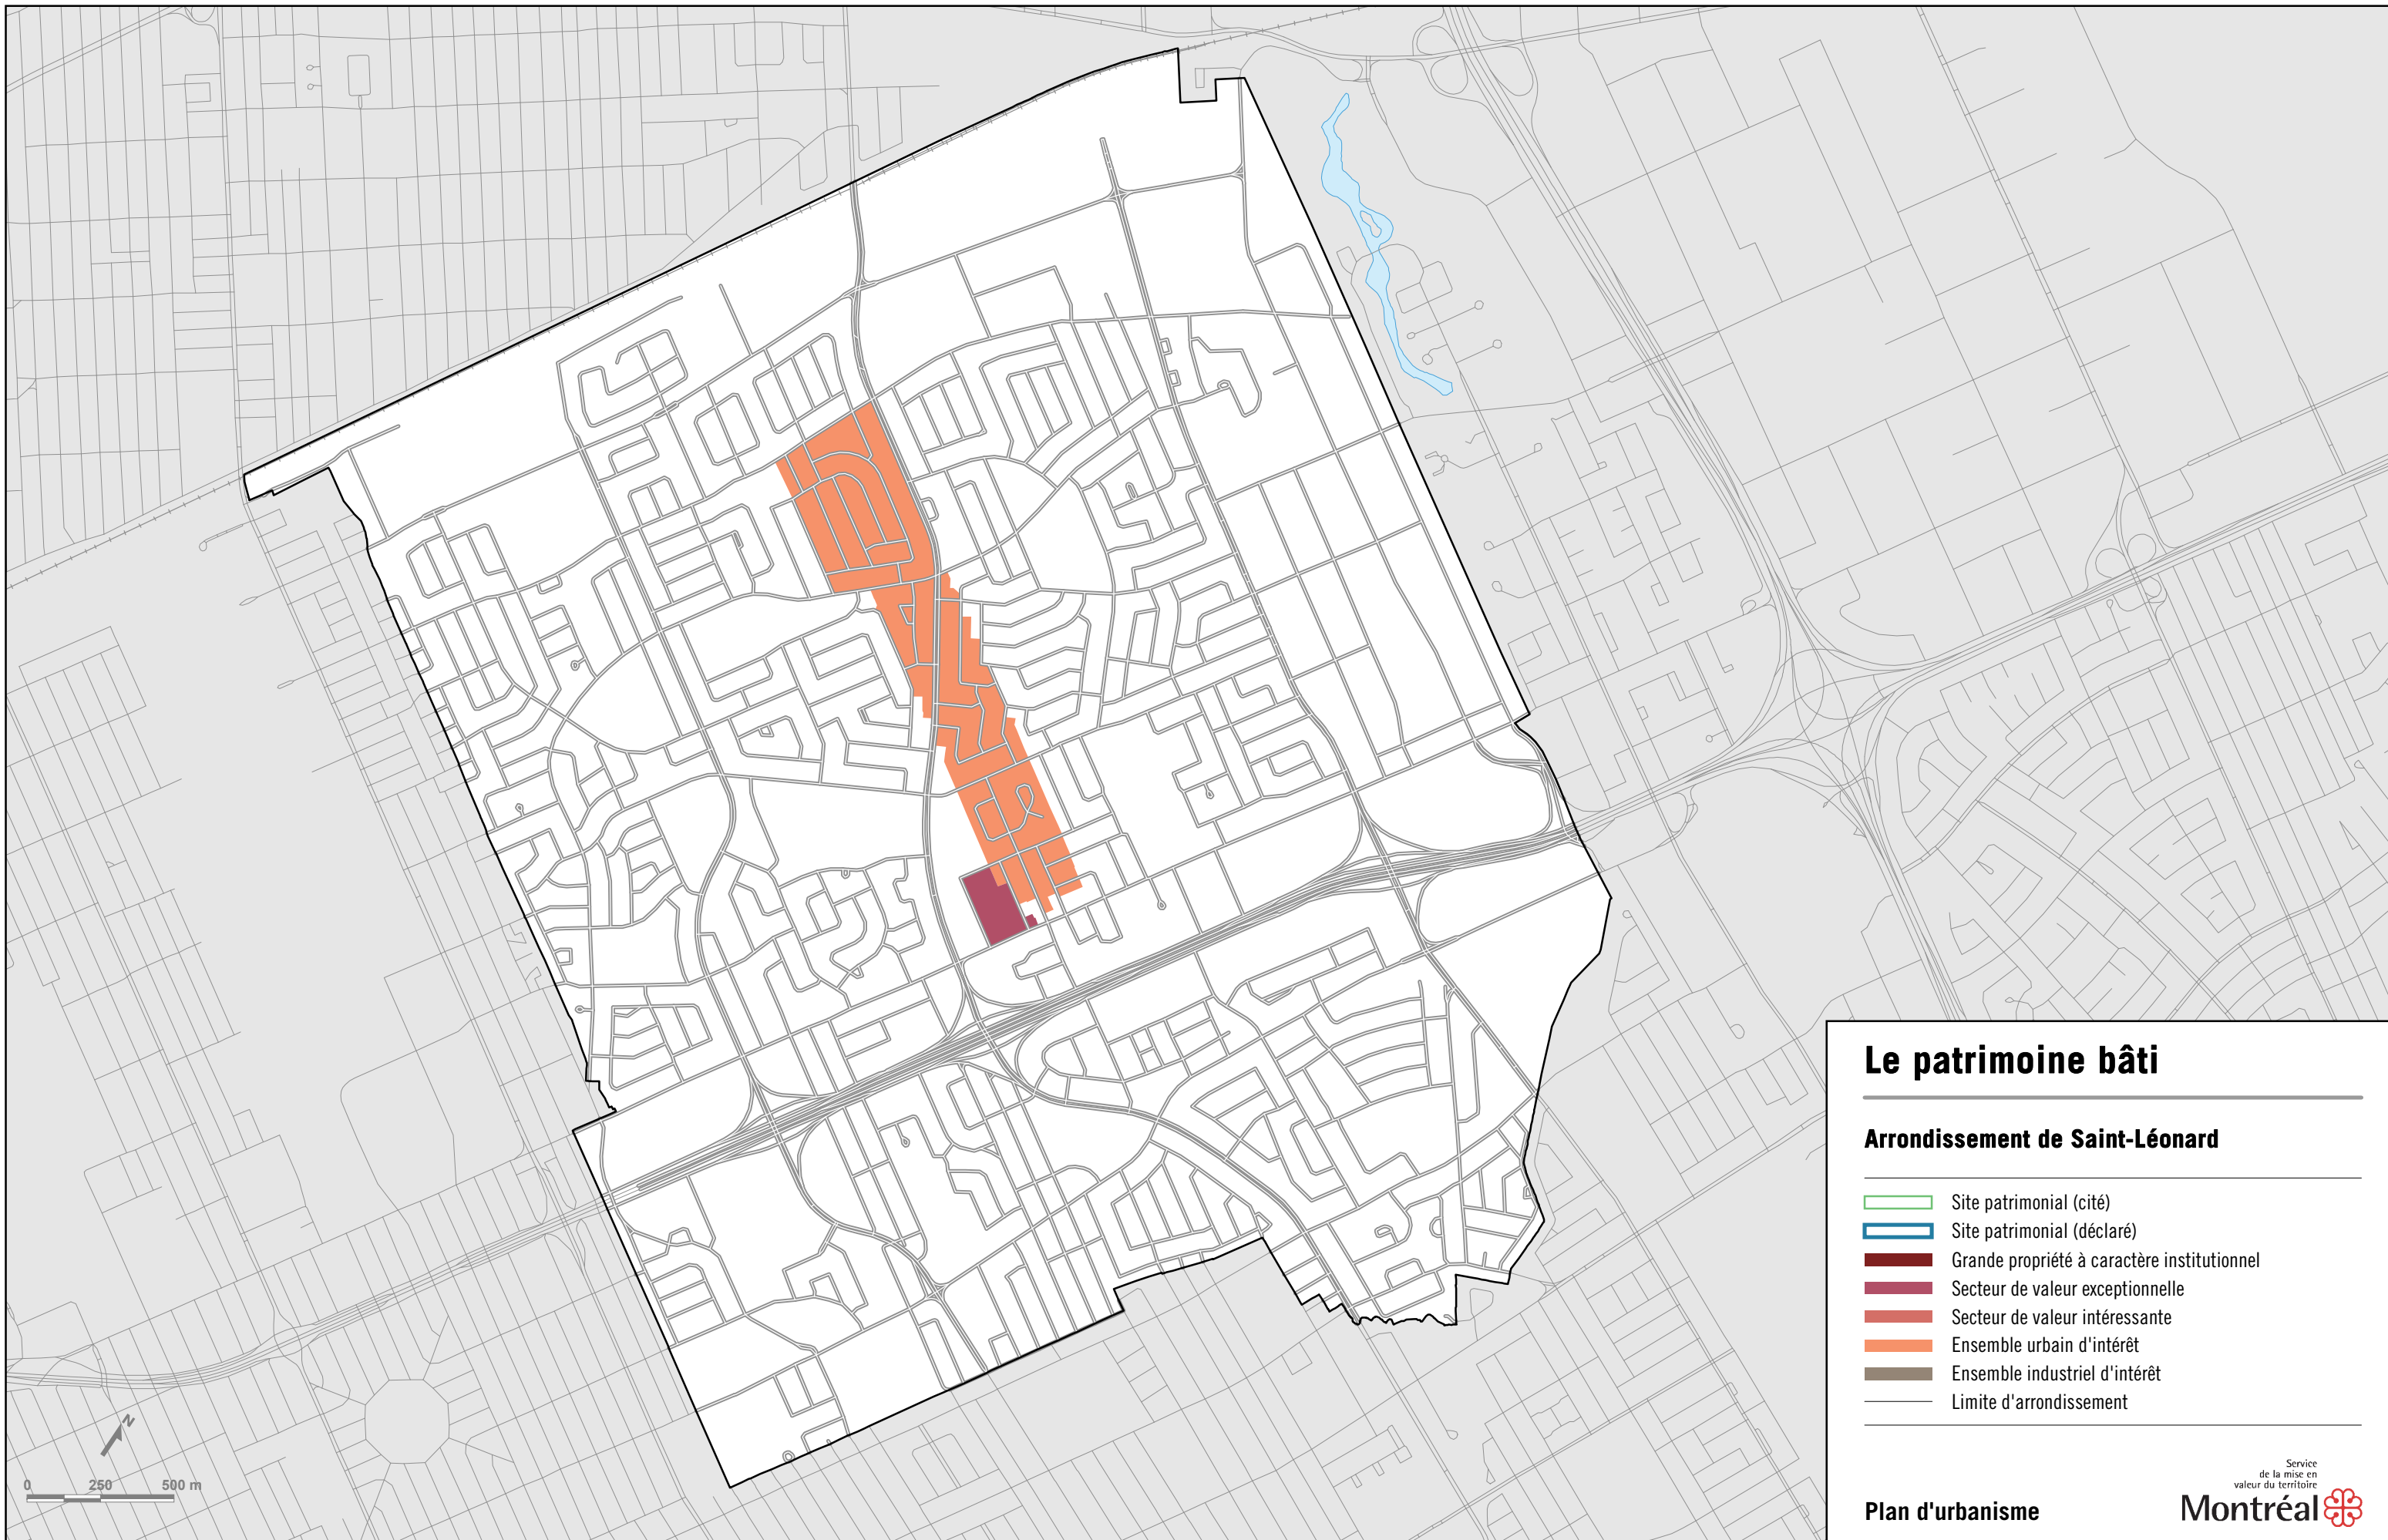 Le patrimoine bâti
Arrondissement de Saint-Léonard
Site patrimonial (cité)
Site patrimonial (déclaré)
Grande propriété à caractère institutionnel
Secteur de valeur exceptionnelle
Secteur de valeur intéressante
Ensemble urbain d'intérêt
Ensemble industriel d'intérêt
Limite d'arrondissement
N
0 250 500 m
Service
de la mise en
valeur du territoire
Plan d'urbanisme
Montréal